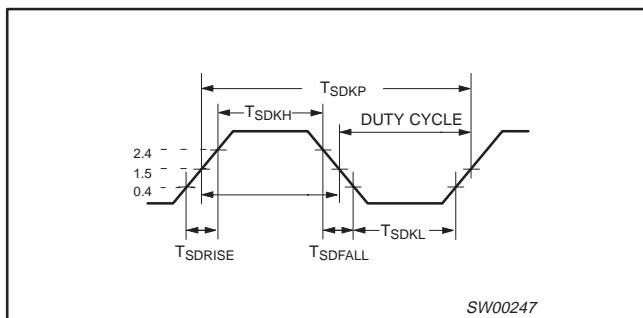 TSDKP
TSDKH
DUTY CYCLE
2.4
1.5
0.4
TSDKL
TSDRISE
TSDFALL
SW00247